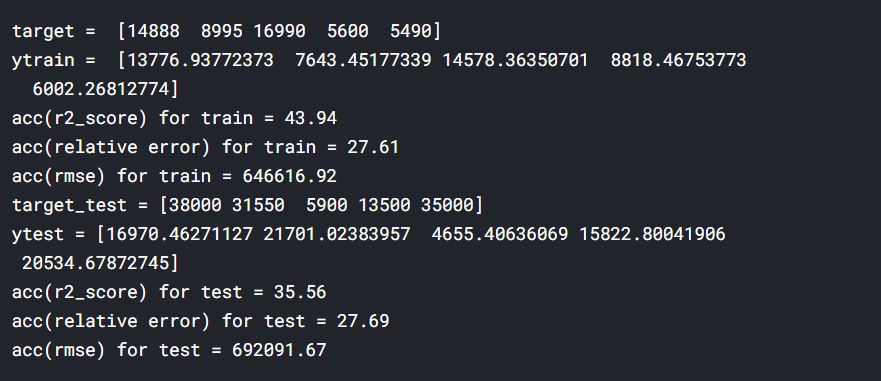 target =  [14888  8995 16990  5600  5490]
ytrain =  [13776.93772373  7643.45177339 14578.36350701  8818.46753773
  6002.26812774]
acc(r2_score) for train = 43.94
acc(relative error) for train = 27.61
acc(rmse) for train = 646616.92
target_test = [38000 31550  5900 13500 35000]
ytest = [16970.46271127 21701.02383957  4655.40636069 15822.80041906
 20534.67872745]
acc(r2_score) for test = 35.56
acc(relative error) for test = 27.69
acc(rmse) for test = 692091.67